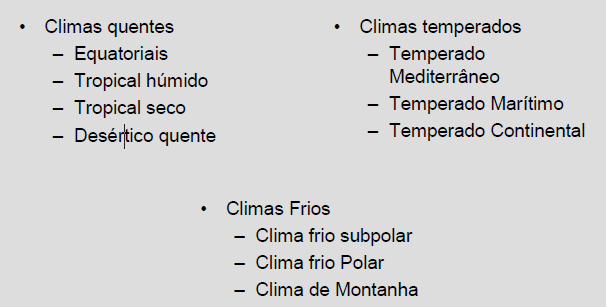 • Climas quentes
– Equatoriais
– Tropical húmido
– Tropical seco
– Desértico quente
• Climas temperados
– Temperado
Mediterrâneo
– Temperado Marítimo
– Temperado Continental
• Climas Frios
– Clima frio subpolar
– Clima frio Polar
– Clima de Montanha